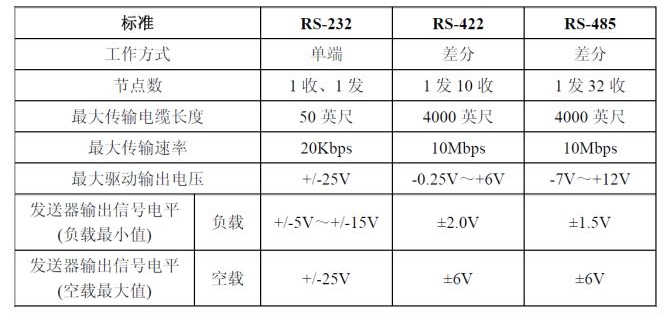 标准 RS-232 RS-422 RS-485
工作方式 单端 差分 差分
节点数 1 收、1 发 1 发 10 收 1 发 32 收
最大传输电缆长度 50 英尺 4000 英尺 4000 英尺
最大传输速率 20Kbps 10Mbps 10Mbps
最大驱动输出电压 +/-25V -0.25V～+6V -7V～+12V
发送器输出信号电平
(负载最小值) 负载 +/-5V～+/-15V ±2.0V ±1.5V
发送器输出信号电平
(空载最大值) 空载 +/-25V ±6V ±6V